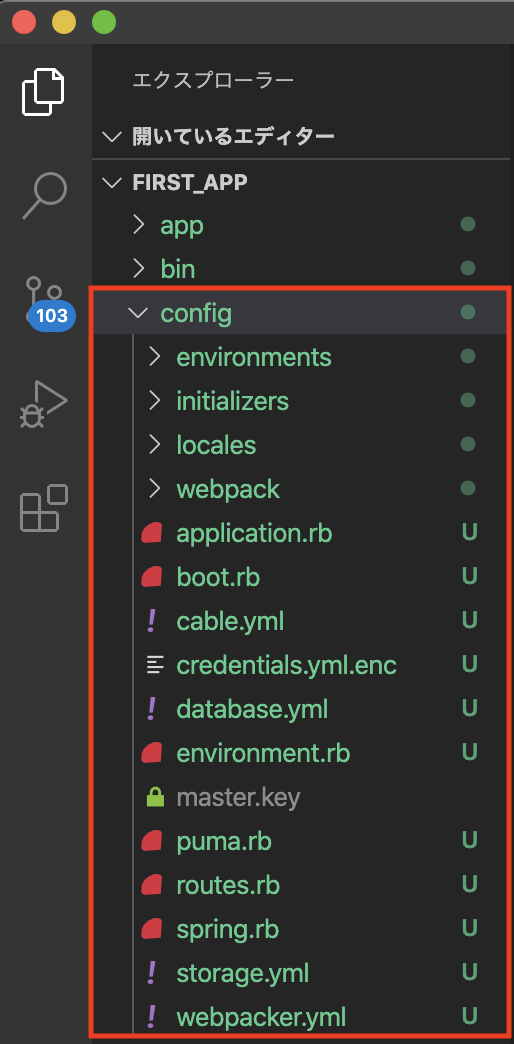 エクスプローラー
開いているエディター
FIRST_APP
app
bin
103
config
environments
initializers
locales
webpack
application.rb U
boot.rb U
! cable.yml U
credentials.yml.enc U
! database.yml U
environment.rb U
master.key
puma.rb U
routes.rb U
spring.rb U
! storage.yml U
! webpacker.yml U